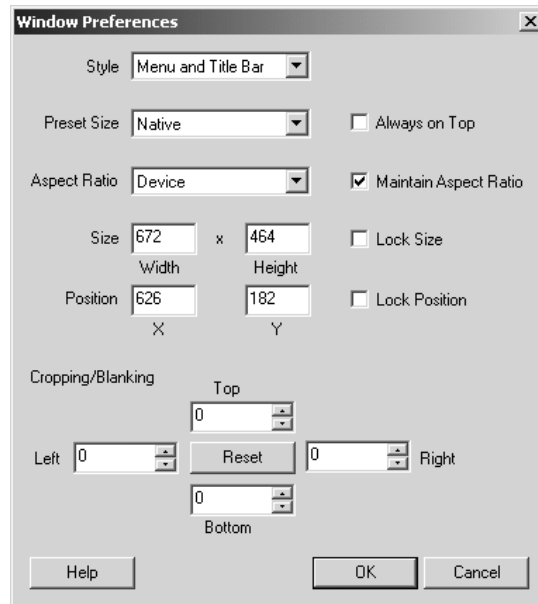 Window Preferences
Style Menu and Title Bar
Preset Size Native Always on Top
Aspect Ratio Device Maintain Aspect Ratio
Size 672 x 464 Lock Size
Width Height
Position 626 182 Lock Position
X Y
Cropping/Blanking
Top
0
Left 0 Reset 0 Right
0
Bottom
Help OK Cancel